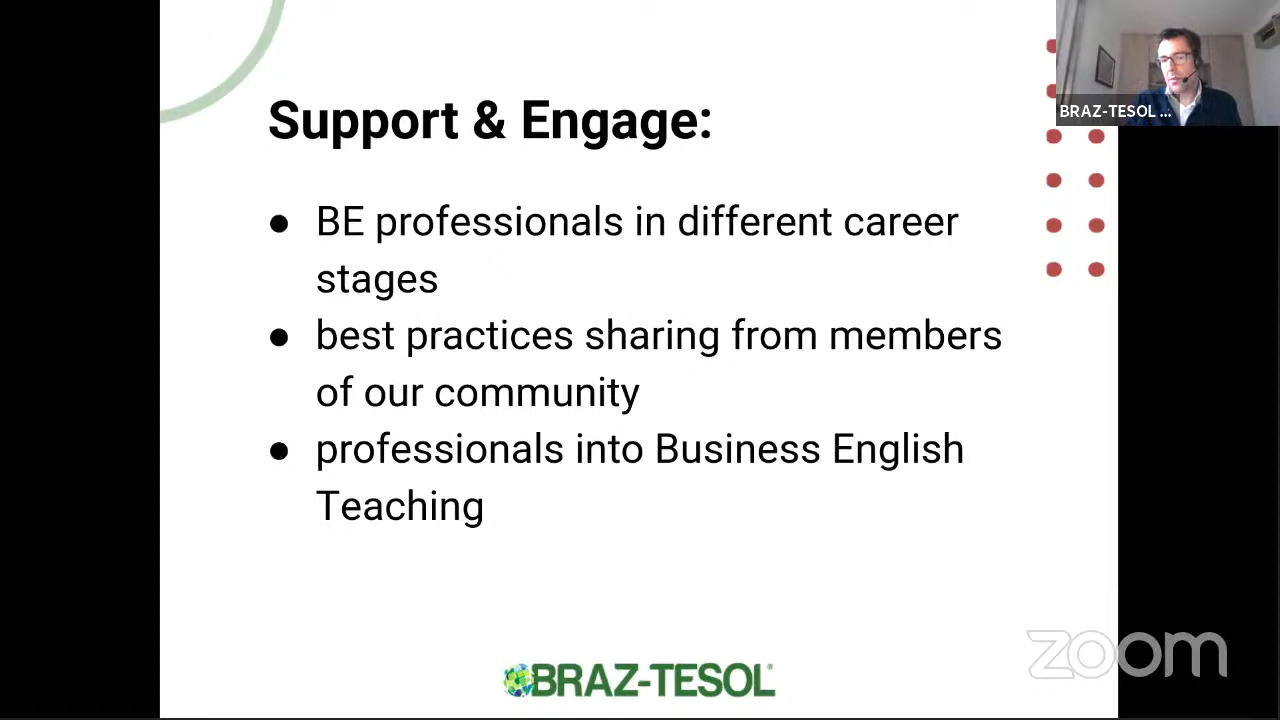 Support & Engage:
● BE professionals in different career
stages
● best practices sharing from members
of our community
● professionals into Business English
Teaching
BRAZ-TESOL ...
BRAZ-TESOL®
zoom